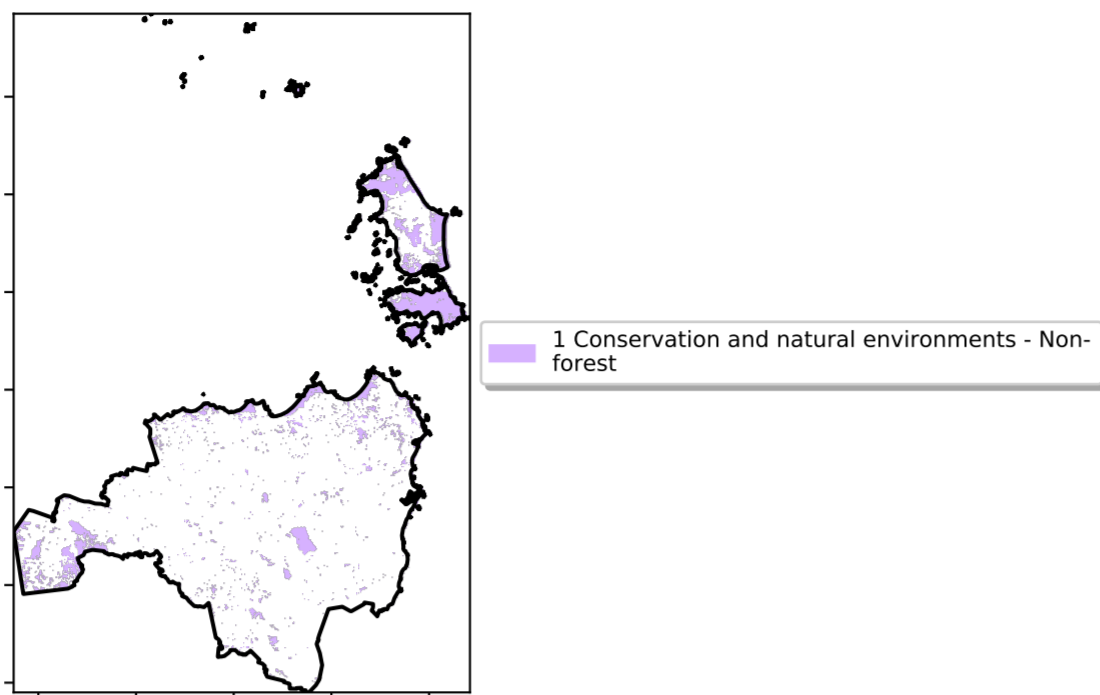 1 Conservation and natural environments - Non-
forest